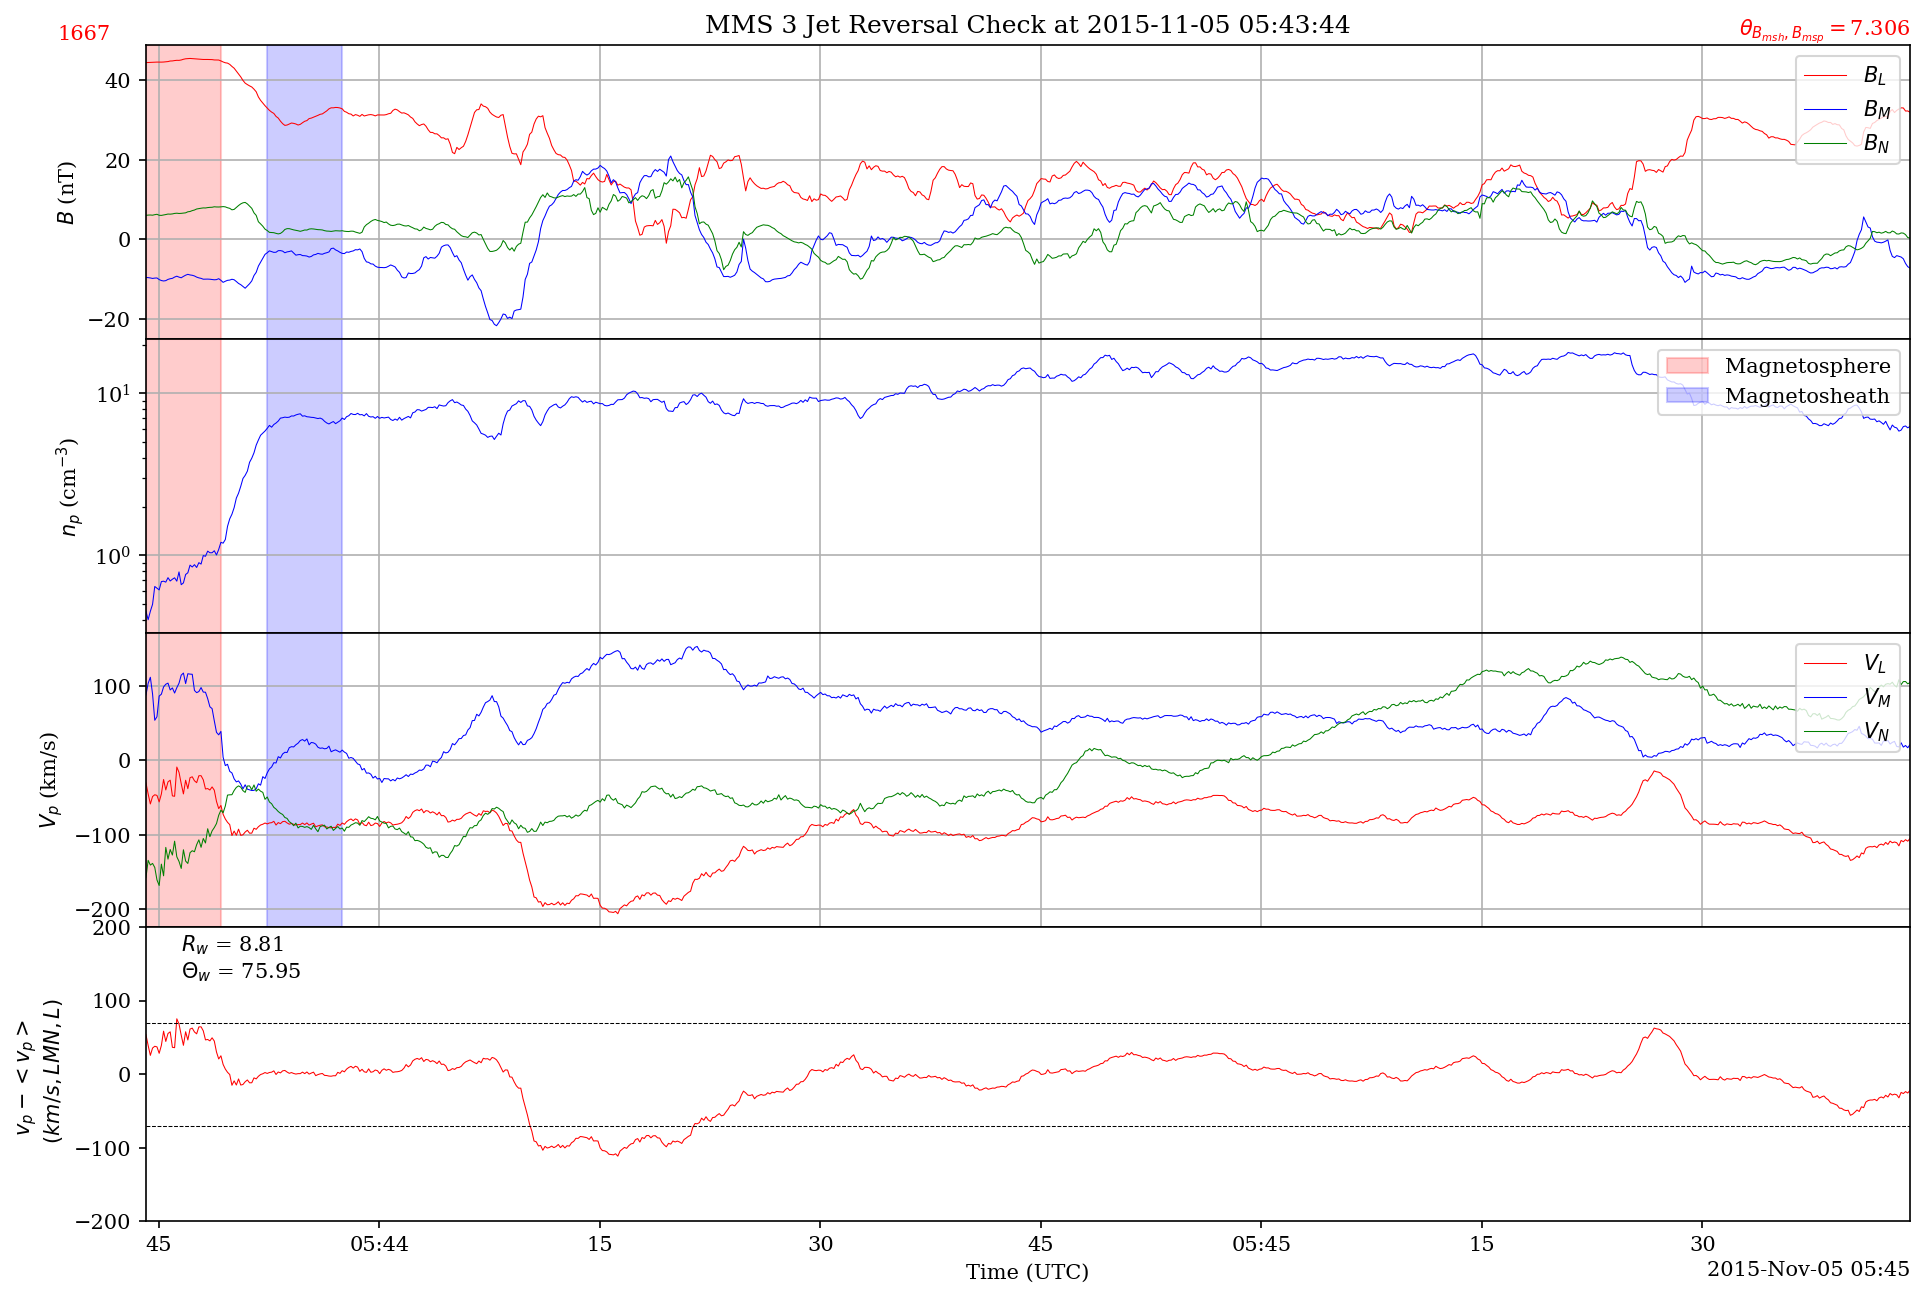 1667
MMS 3 Jet Reversal Check at 2015-11-05 05:43:44
$\theta_{B_{msh}, B_{msp}} = 7.306$
B (nT)
40
20
0
−20
$B_L$
$B_M$
$B_N$
$n_p$ (cm$^{-3}$)
10$^1$
10$^0$
Magnetosphere
Magnetosheath
$V_p$ (km/s)
100
0
−100
−200
$V_L$
$V_M$
$V_N$
$v_p - <v_p>$
(km/s, LMN, L)
200
100
0
−100
−200
$R_w$ = 8.81
$\Theta_w$ = 75.95
45 05:44 15 30 45 05:45 15 30
Time (UTC)
2015-Nov-05 05:45